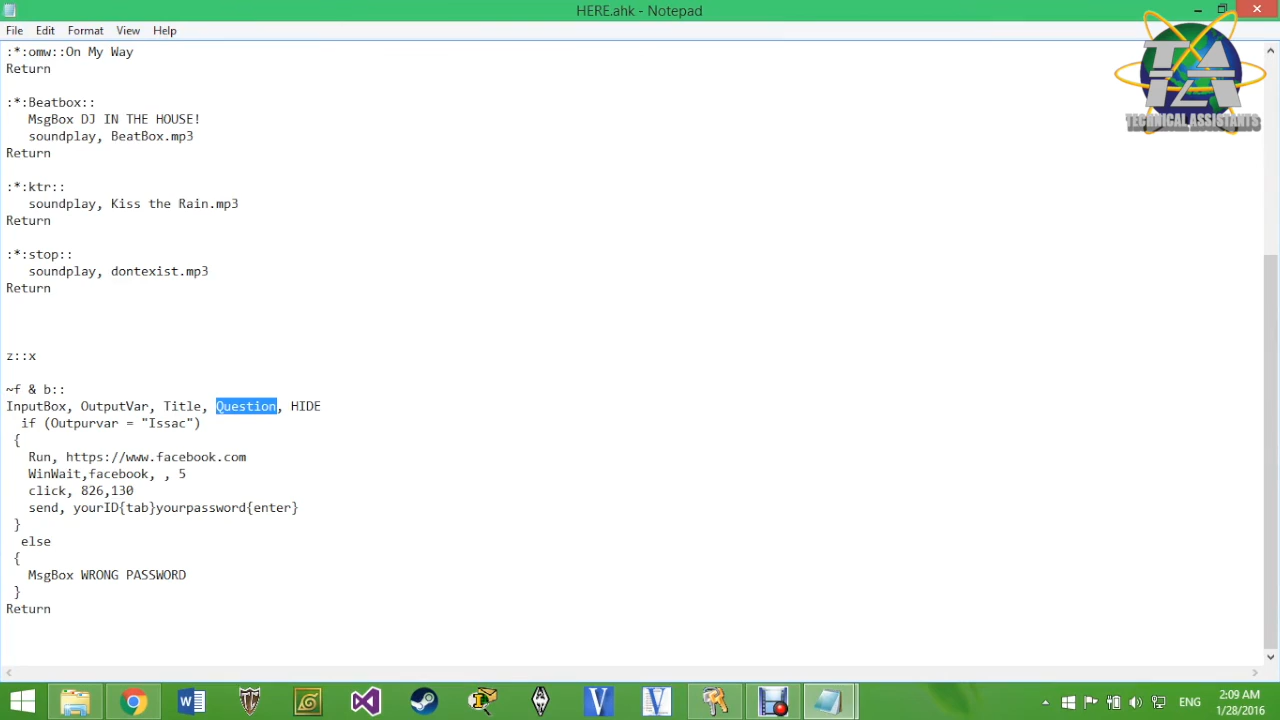 HERE.ahk - Notepad
File Edit Format View Help
:*:omw::On My Way
Return
:*:Beatbox::
MsgBox DJ IN THE HOUSE!
soundplay, BeatBox.mp3
Return
:*:ktr::
soundplay, Kiss the Rain.mp3
Return
:*:stop::
soundplay, dontexist.mp3
Return
z::x
~f & b::
InputBox, OutputVar, Title, Question, HIDE
if (Outpurvar = "Issac")
{
Run, https://www.facebook.com
WinWait,facebook, , 5
click, 826,130
send, yourID{tab}yourpassword{enter}
}
else
{
MsgBox WRONG PASSWORD
}
Return
TA
TECHNICAL ASSISTANTS
ENG
2:09 AM
1/28/2016